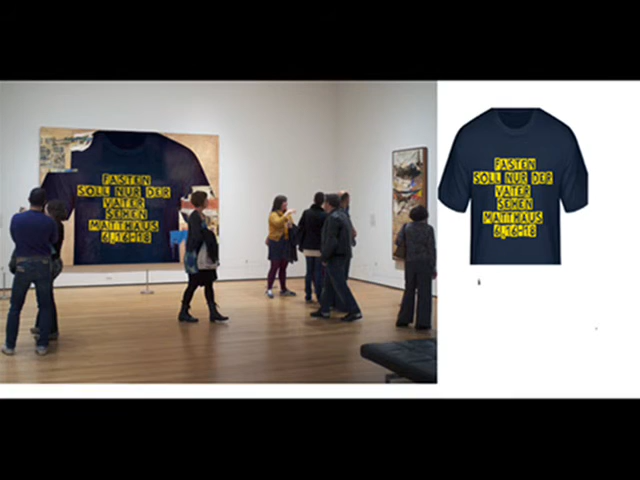 FASTEN
SOLL NUR DER
VATER
SEHEN
MATTHAUS
6,16-18
FASTEN
SOLL NUR DER
VATER
SEHEN
MATTHAUS
6,16-18